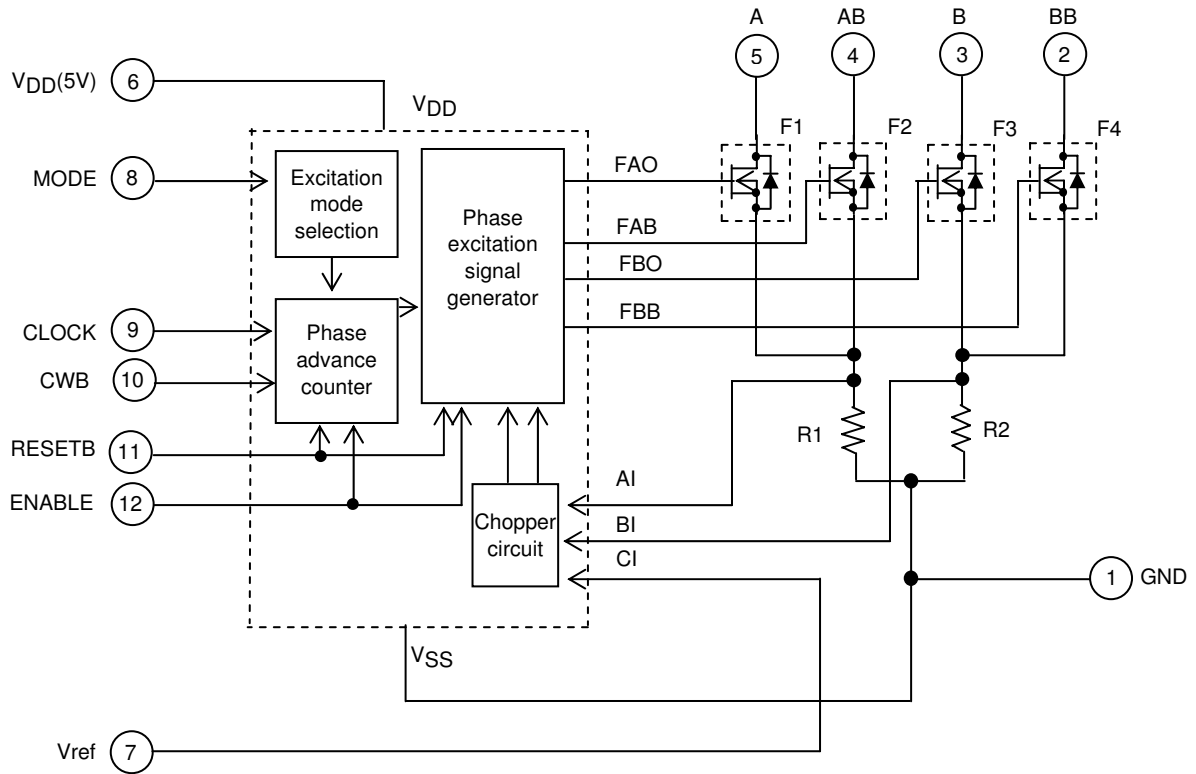 A AB B BB
5 4 3 2
VDD(5V) 6
VDD
F1 F2 F3 F4
MODE 8
Excitation
mode
selection
Phase
excitation
signal
generator
FAO
FAB
FBO
FBB
CLOCK 9
CWB 10
Phase
advance
counter
RESETB 11
ENABLE 12
R1 R2
Chopper
circuit
AI
BI
CI
1 GND
VSS
Vref 7